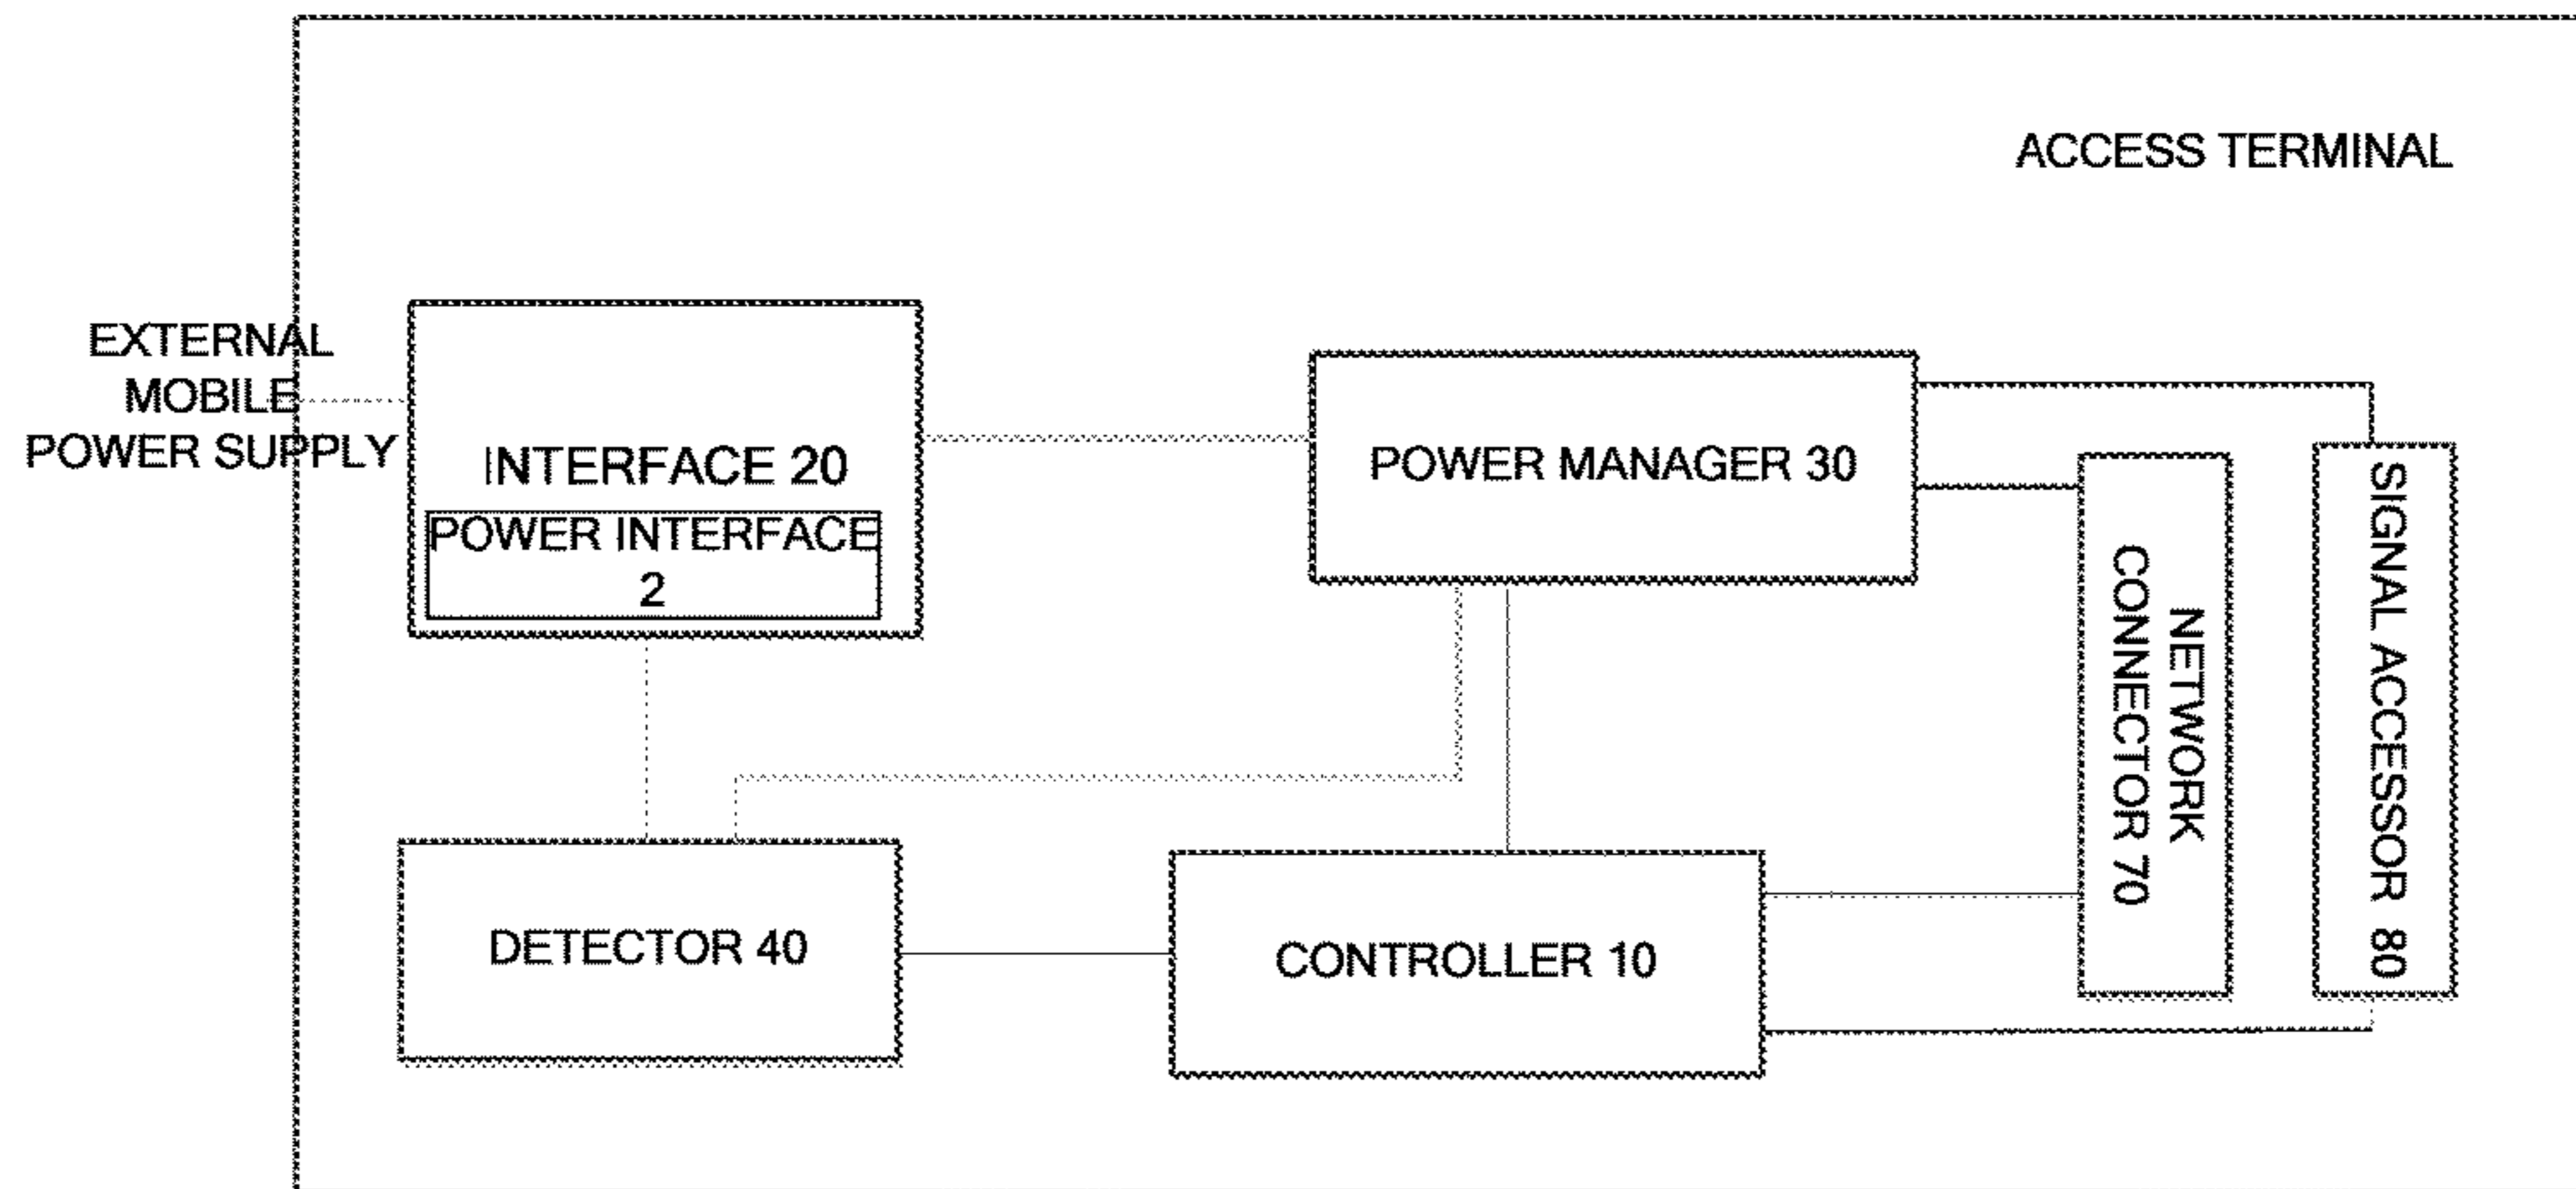 ACCESS TERMINAL
EXTERNAL
MOBILE
POWER SUPPLY
INTERFACE 20
POWER INTERFACE
2
POWER MANAGER 30
NETWORK
CONNECTOR 70
SIGNAL ACCESSOR 80
DETECTOR 40
CONTROLLER 10